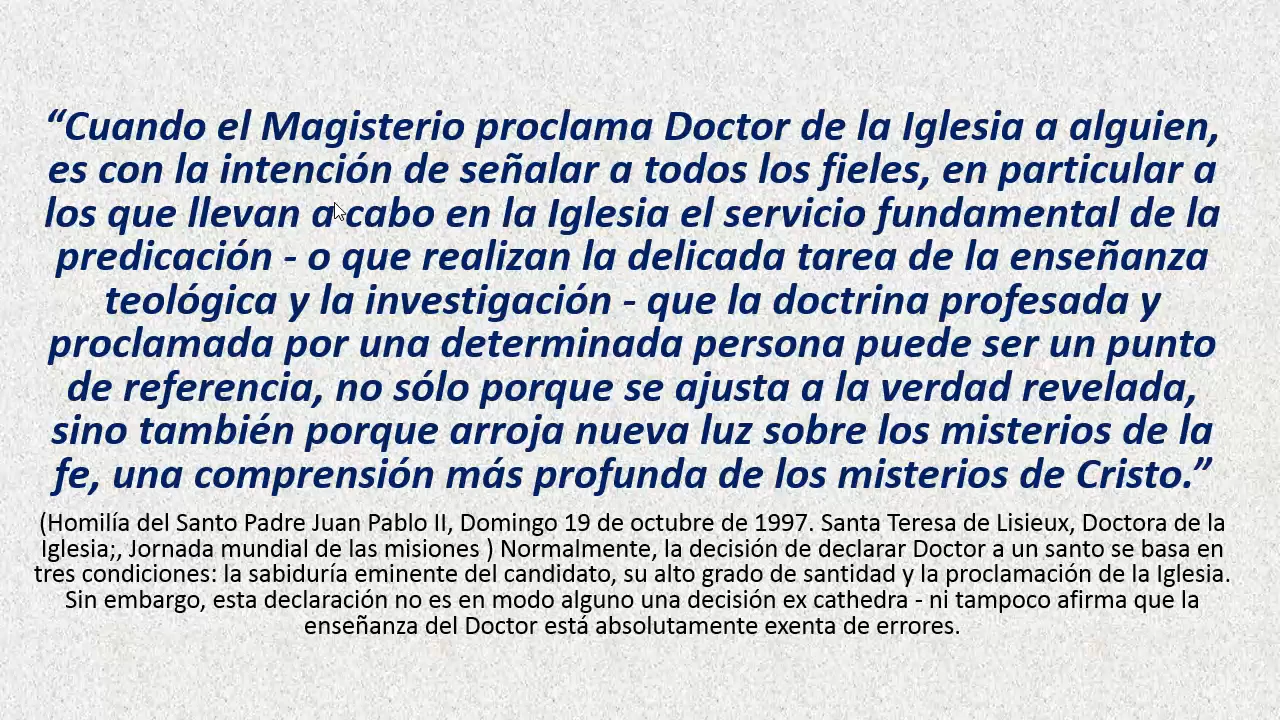 “Cuando el Magisterio proclama Doctor de la Iglesia a alguien,
es con la intención de señalar a todos los fieles, en particular a
los que llevan a cabo en la Iglesia el servicio fundamental de la
predicación - o que realizan la delicada tarea de la enseñanza
teológica y la investigación - que la doctrina profesada y
proclamada por una determinada persona puede ser un punto
de referencia, no sólo porque se ajusta a la verdad revelada,
sino también porque arroja nueva luz sobre los misterios de la
fe, una comprensión más profunda de los misterios de Cristo.”
(Homilía del Santo Padre Juan Pablo II, Domingo 19 de octubre de 1997. Santa Teresa de Lisieux, Doctora de la
Iglesia;, Jornada mundial de las misiones ) Normalmente, la decisión de declarar Doctor a un santo se basa en
tres condiciones: la sabiduría eminente del candidato, su alto grado de santidad y la proclamación de la Iglesia.
Sin embargo, esta declaración no es en modo alguno una decisión ex cathedra - ni tampoco afirma que la
enseñanza del Doctor está absolutamente exenta de errores.